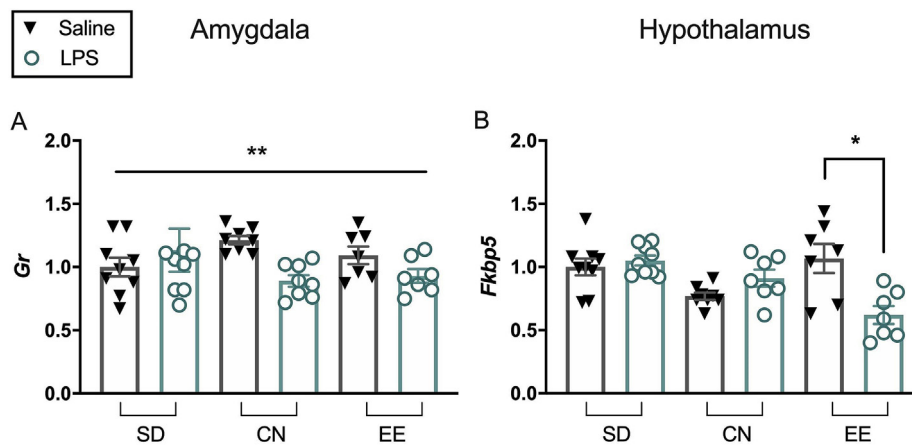 Saline
LPS
Amygdala
Hypothalamus
A
B
Gr
2.0
1.5
1.0
0.5
0.0
**
SD
CN
EE
Fkbp5
2.0
1.5
1.0
0.5
0.0
*
SD
CN
EE